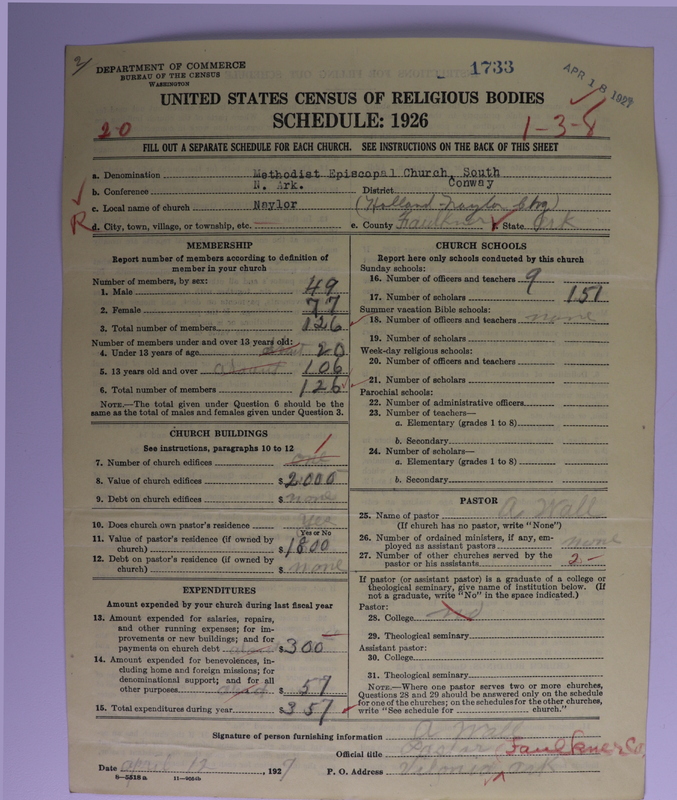 2/
DEPARTMENT OF COMMERCE
BUREAU OF THE CENSUS
WASHINGTON
1733
APR 18 1927
UNITED STATES CENSUS OF RELIGIOUS BODIES
SCHEDULE: 1926
20
1-3-8
FILL OUT A SEPARATE SCHEDULE FOR EACH CHURCH. SEE INSTRUCTIONS ON THE BACK OF THIS SHEET
a. Denomination Methodist Episcopal Church, South
b. Conference N. Ark. District Conway
c. Local name of church Naylor (Holland Naylor Chg)
R d. City, town, village, or township, etc. e. County Faulkner f. State Ark
MEMBERSHIP
Report number of members according to definition of
member in your church
Number of members, by sex:
1. Male 49
2. Female 77
3. Total number of members 126
Number of members under and over 13 years old:
4. Under 13 years of age about 20
5. 13 years old and over about 106
6. Total number of members 126
NOTE.—The total given under Question 6 should be the
same as the total of males and females given under Question 3.
CHURCH BUILDINGS
See instructions, paragraphs 10 to 12
7. Number of church edifices one 1
8. Value of church edifices $2000
9. Debt on church edifices $none
10. Does church own pastor's residence Yes
(Yes or No)
11. Value of pastor's residence (if owned by
church) $1800
12. Debt on pastor's residence (if owned by
church) $none
EXPENDITURES
Amount expended by your church during last fiscal year
13. Amount expended for salaries, repairs,
and other running expenses; for im-
provements or new buildings; and for
payments on church debt about $300
14. Amount expended for benevolences, in-
cluding home and foreign missions; for
denominational support; and for all
other purposes about $57
15. Total expenditures during year $357
CHURCH SCHOOLS
Report here only schools conducted by this church
Sunday schools:
16. Number of officers and teachers 9
17. Number of scholars 151
Summer vacation Bible schools:
18. Number of officers and teachers none
19. Number of scholars
Week-day religious schools:
20. Number of officers and teachers
21. Number of scholars
Parochial schools:
22. Number of administrative officers
23. Number of teachers—
a. Elementary (grades 1 to 8)
b. Secondary
24. Number of scholars—
a. Elementary (grades 1 to 8)
b. Secondary
PASTOR
25. Name of pastor A Wall
(If church has no pastor, write "None")
26. Number of ordained ministers, if any, em-
ployed as assistant pastors none
27. Number of other churches served by the
pastor or his assistants 2-
If pastor (or assistant pastor) is a graduate of a college or
theological seminary, give name of institution below. (If
not a graduate, write "No" in the space indicated.)
Pastor:
28. College no
29. Theological seminary
Assistant pastor:
30. College
31. Theological seminary
NOTE.—Where one pastor serves two or more churches,
Questions 28 and 29 should be answered only on the schedule
for one of the churches; on the schedules for the other churches,
write "See schedule for church."
Signature of person furnishing information A Wall
Official title Pastor Faulkner Co.
Date April 12, 1927 P. O. Address Vilonia Ark
8-5518a